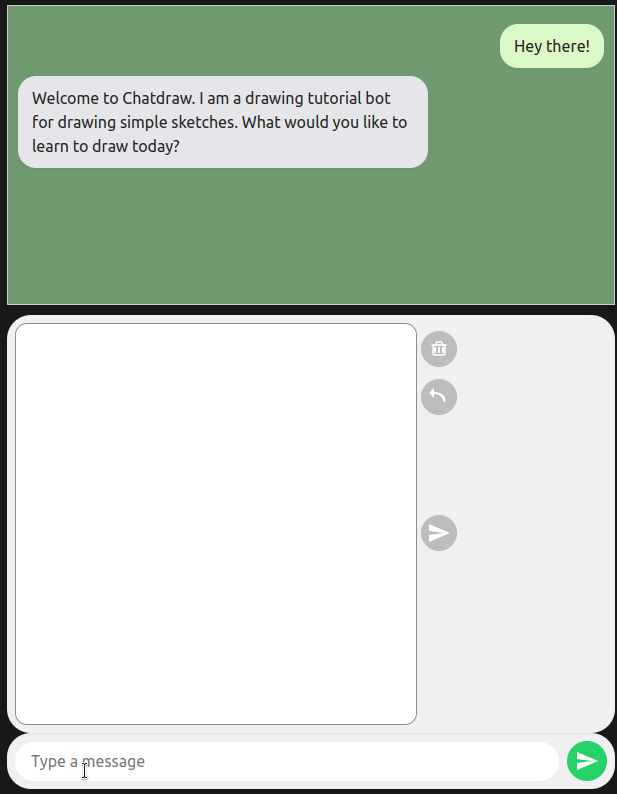 Hey there!
Welcome to Chatdraw. I am a drawing tutorial bot
for drawing simple sketches. What would you like to
learn to draw today?
Type a message